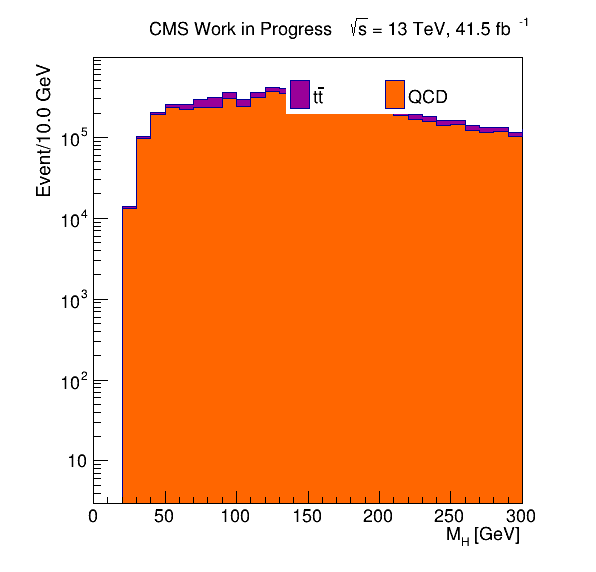 CMS Work in Progress √s = 13 TeV, 41.5 fb⁻¹
Event/10.0 GeV
tt̄ QCD
10⁵
10⁴
10³
10²
10
0 50 100 150 200 250 300
M_H [GeV]